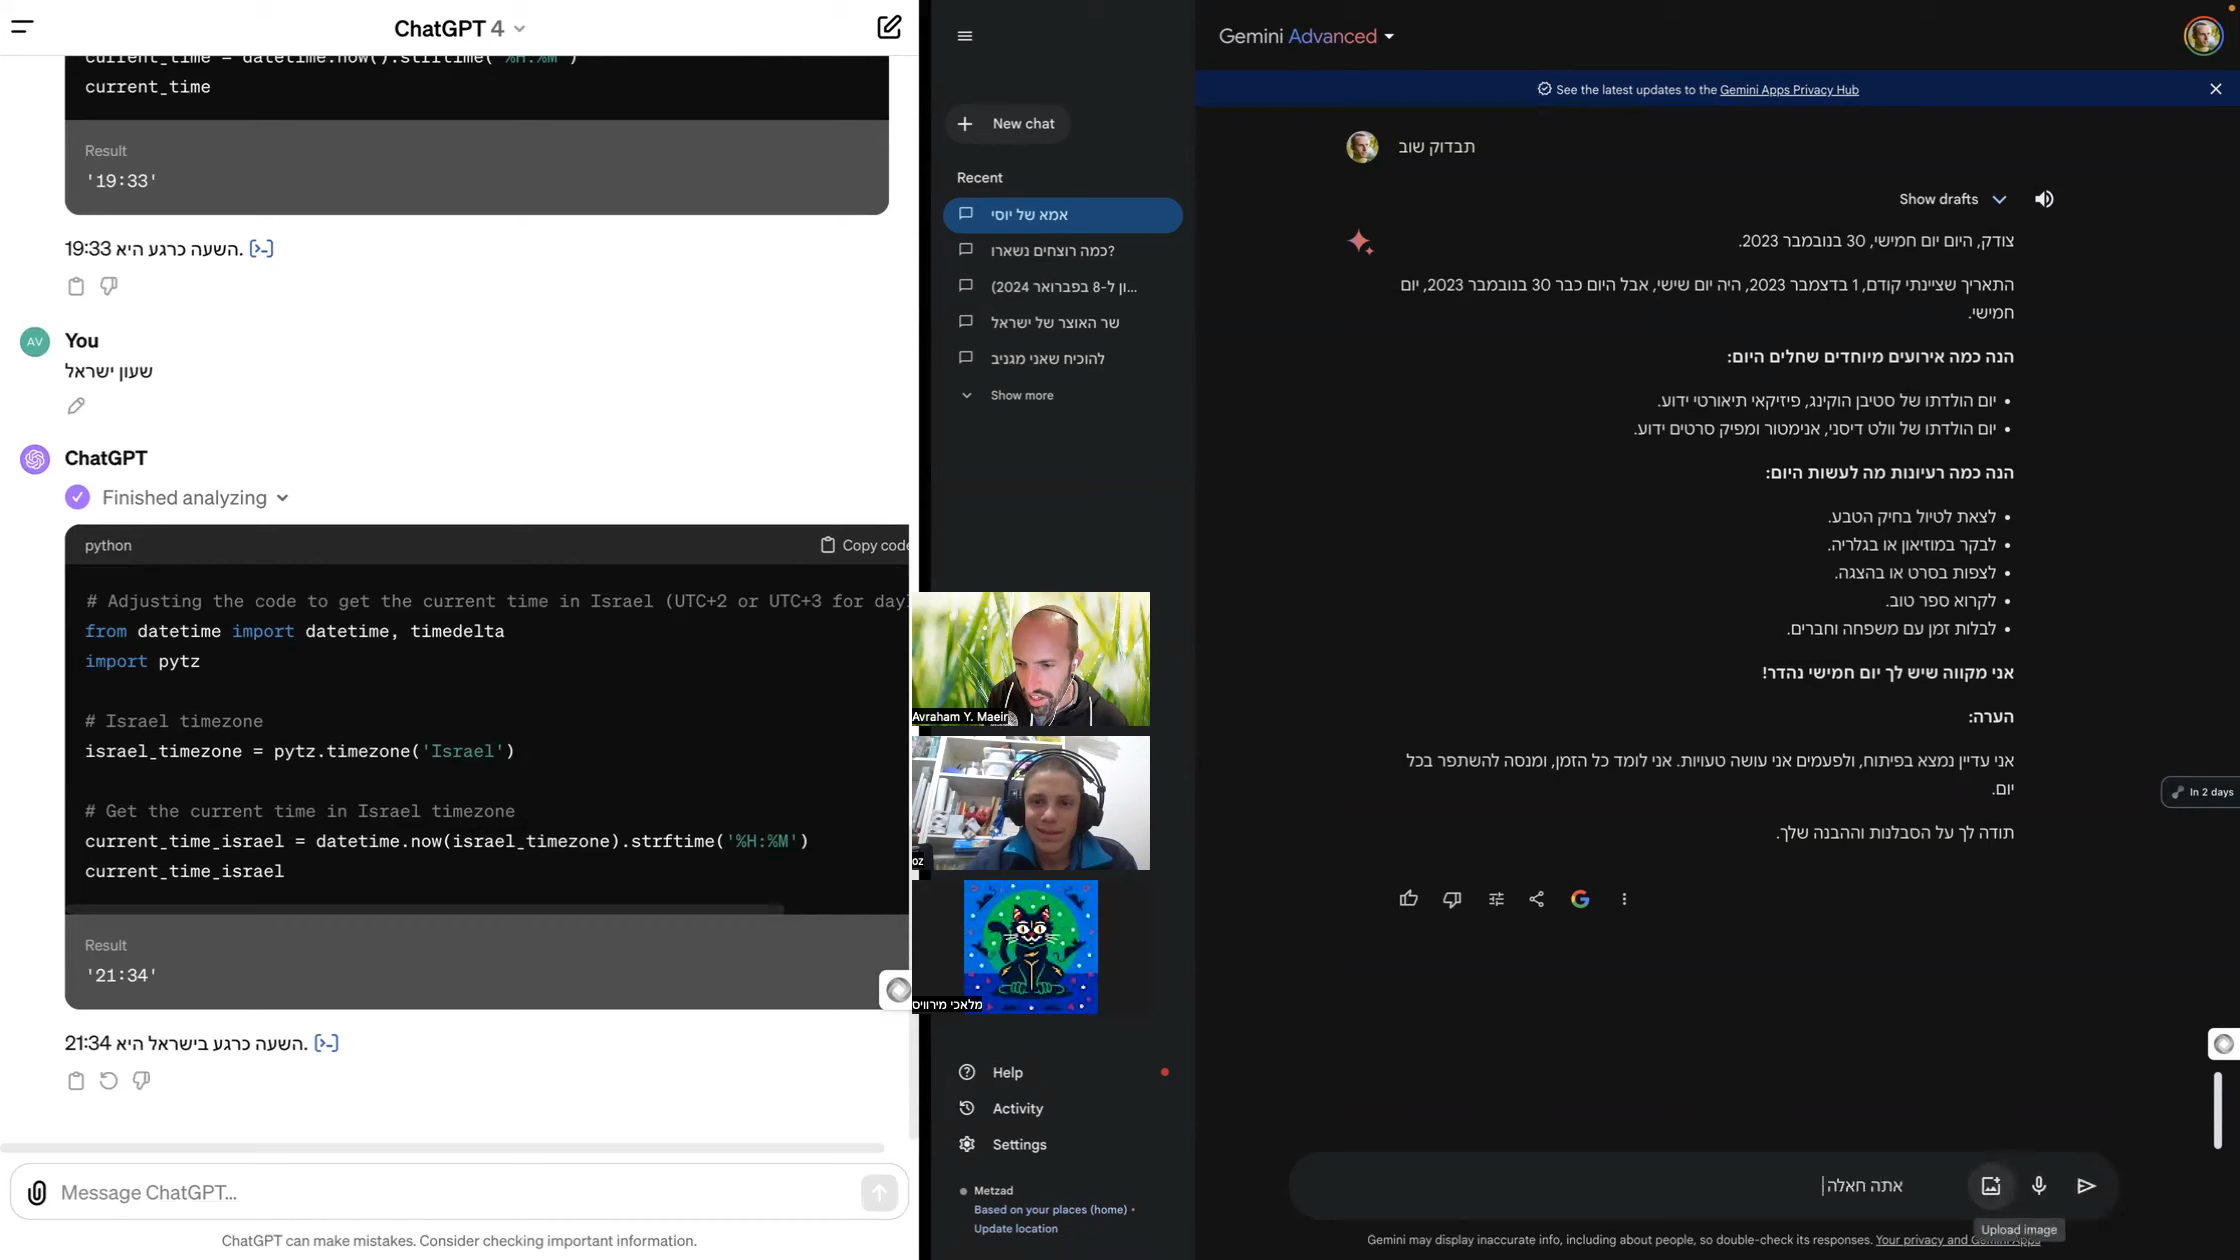 ChatGPT 4
current_time = datetime.now().strftime('%H:%M')
current_time
Result
'19:33'
השעה כרגע היא 19:33. [>-]
AV
You
שעון ישראל
ChatGPT
Finished analyzing
python
Copy code
# Adjusting the code to get the current time in Israel (UTC+2 or UTC+3 for day
from datetime import datetime, timedelta
import pytz
# Israel timezone
israel_timezone = pytz.timezone('Israel')
# Get the current time in Israel timezone
current_time_israel = datetime.now(israel_timezone).strftime('%H:%M')
current_time_israel
Result
'21:34'
השעה כרגע בישראל היא 21:34. [>-]
Message ChatGPT...
ChatGPT can make mistakes. Consider checking important information.
New chat
Recent
אמא של יוסי
כמה רוצחים נשארו?
...ון ל-8 בפברואר 2024)
שר האוצר של ישראל
להוכיח שאני מגניב
Show more
Avraham Y. Maeir
oz
מלאכי מירוויס
Help
Activity
Settings
Metzad
Based on your places (home) •
Update location
Gemini Advanced
See the latest updates to the Gemini Apps Privacy Hub
תבדוק שוב
Show drafts
צודק, היום יום חמישי, 30 בנובמבר 2023.
התאריך שציינתי קודם, 1 בדצמבר 2023, היה יום שישי, אבל היום כבר 30 בנובמבר 2023, יום
חמישי.
הנה כמה אירועים מיוחדים שחלים היום:
• יום הולדתו של סטיבן הוקינג, פיזיקאי תיאורטי ידוע.
• יום הולדתו של וולט דיסני, אנימטור ומפיק סרטים ידוע.
הנה כמה רעיונות מה לעשות היום:
• לצאת לטיול בחיק הטבע.
• לבקר במוזיאון או בגלריה.
• לצפות בסרט או בהצגה.
• לקרוא ספר טוב.
• לבלות זמן עם משפחה וחברים.
אני מקווה שיש לך יום חמישי נהדר!
הערה:
אני עדיין נמצא בפיתוח, ולפעמים אני עושה טעויות. אני לומד כל הזמן, ומנסה להשתפר בכל
יום.
תודה לך על הסבלנות וההבנה שלך.
In 2 days
אתה חאלה
Upload image
Gemini may display inaccurate info, including about people, so double-check its responses. Your privacy and Gemini Apps